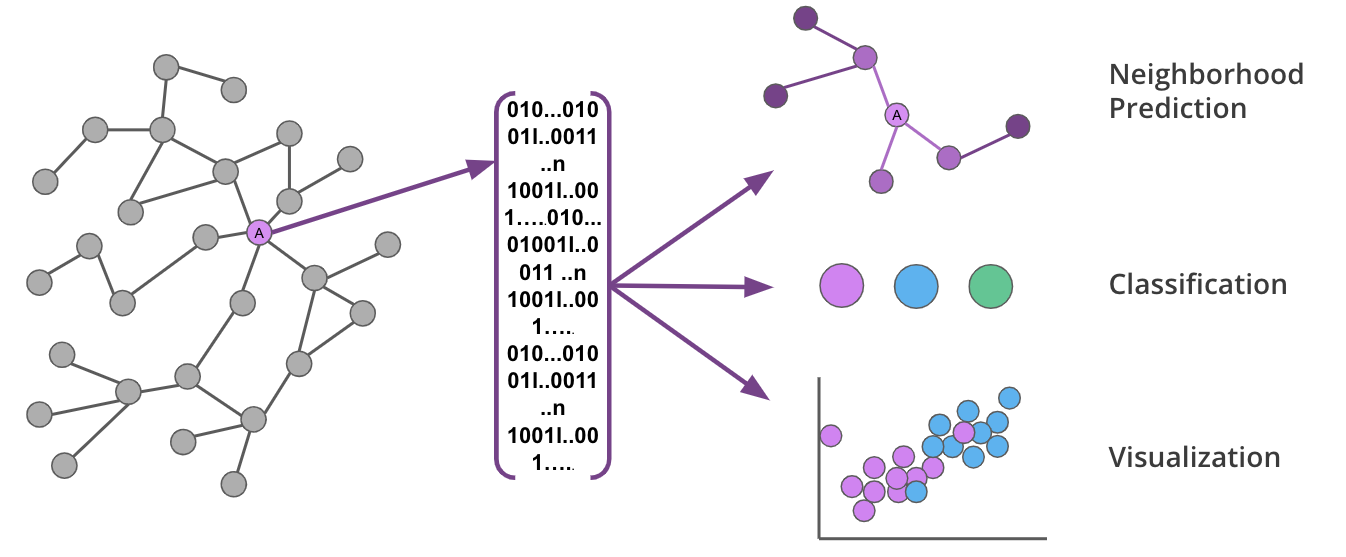 A
010...010
01l..0011
..n
1001l..00
1....010...
01001l..0
011 ..n
1001l..00
1....
010...010
01l..0011
..n
1001l..00
1....
A
Neighborhood
Prediction
Classification
Visualization